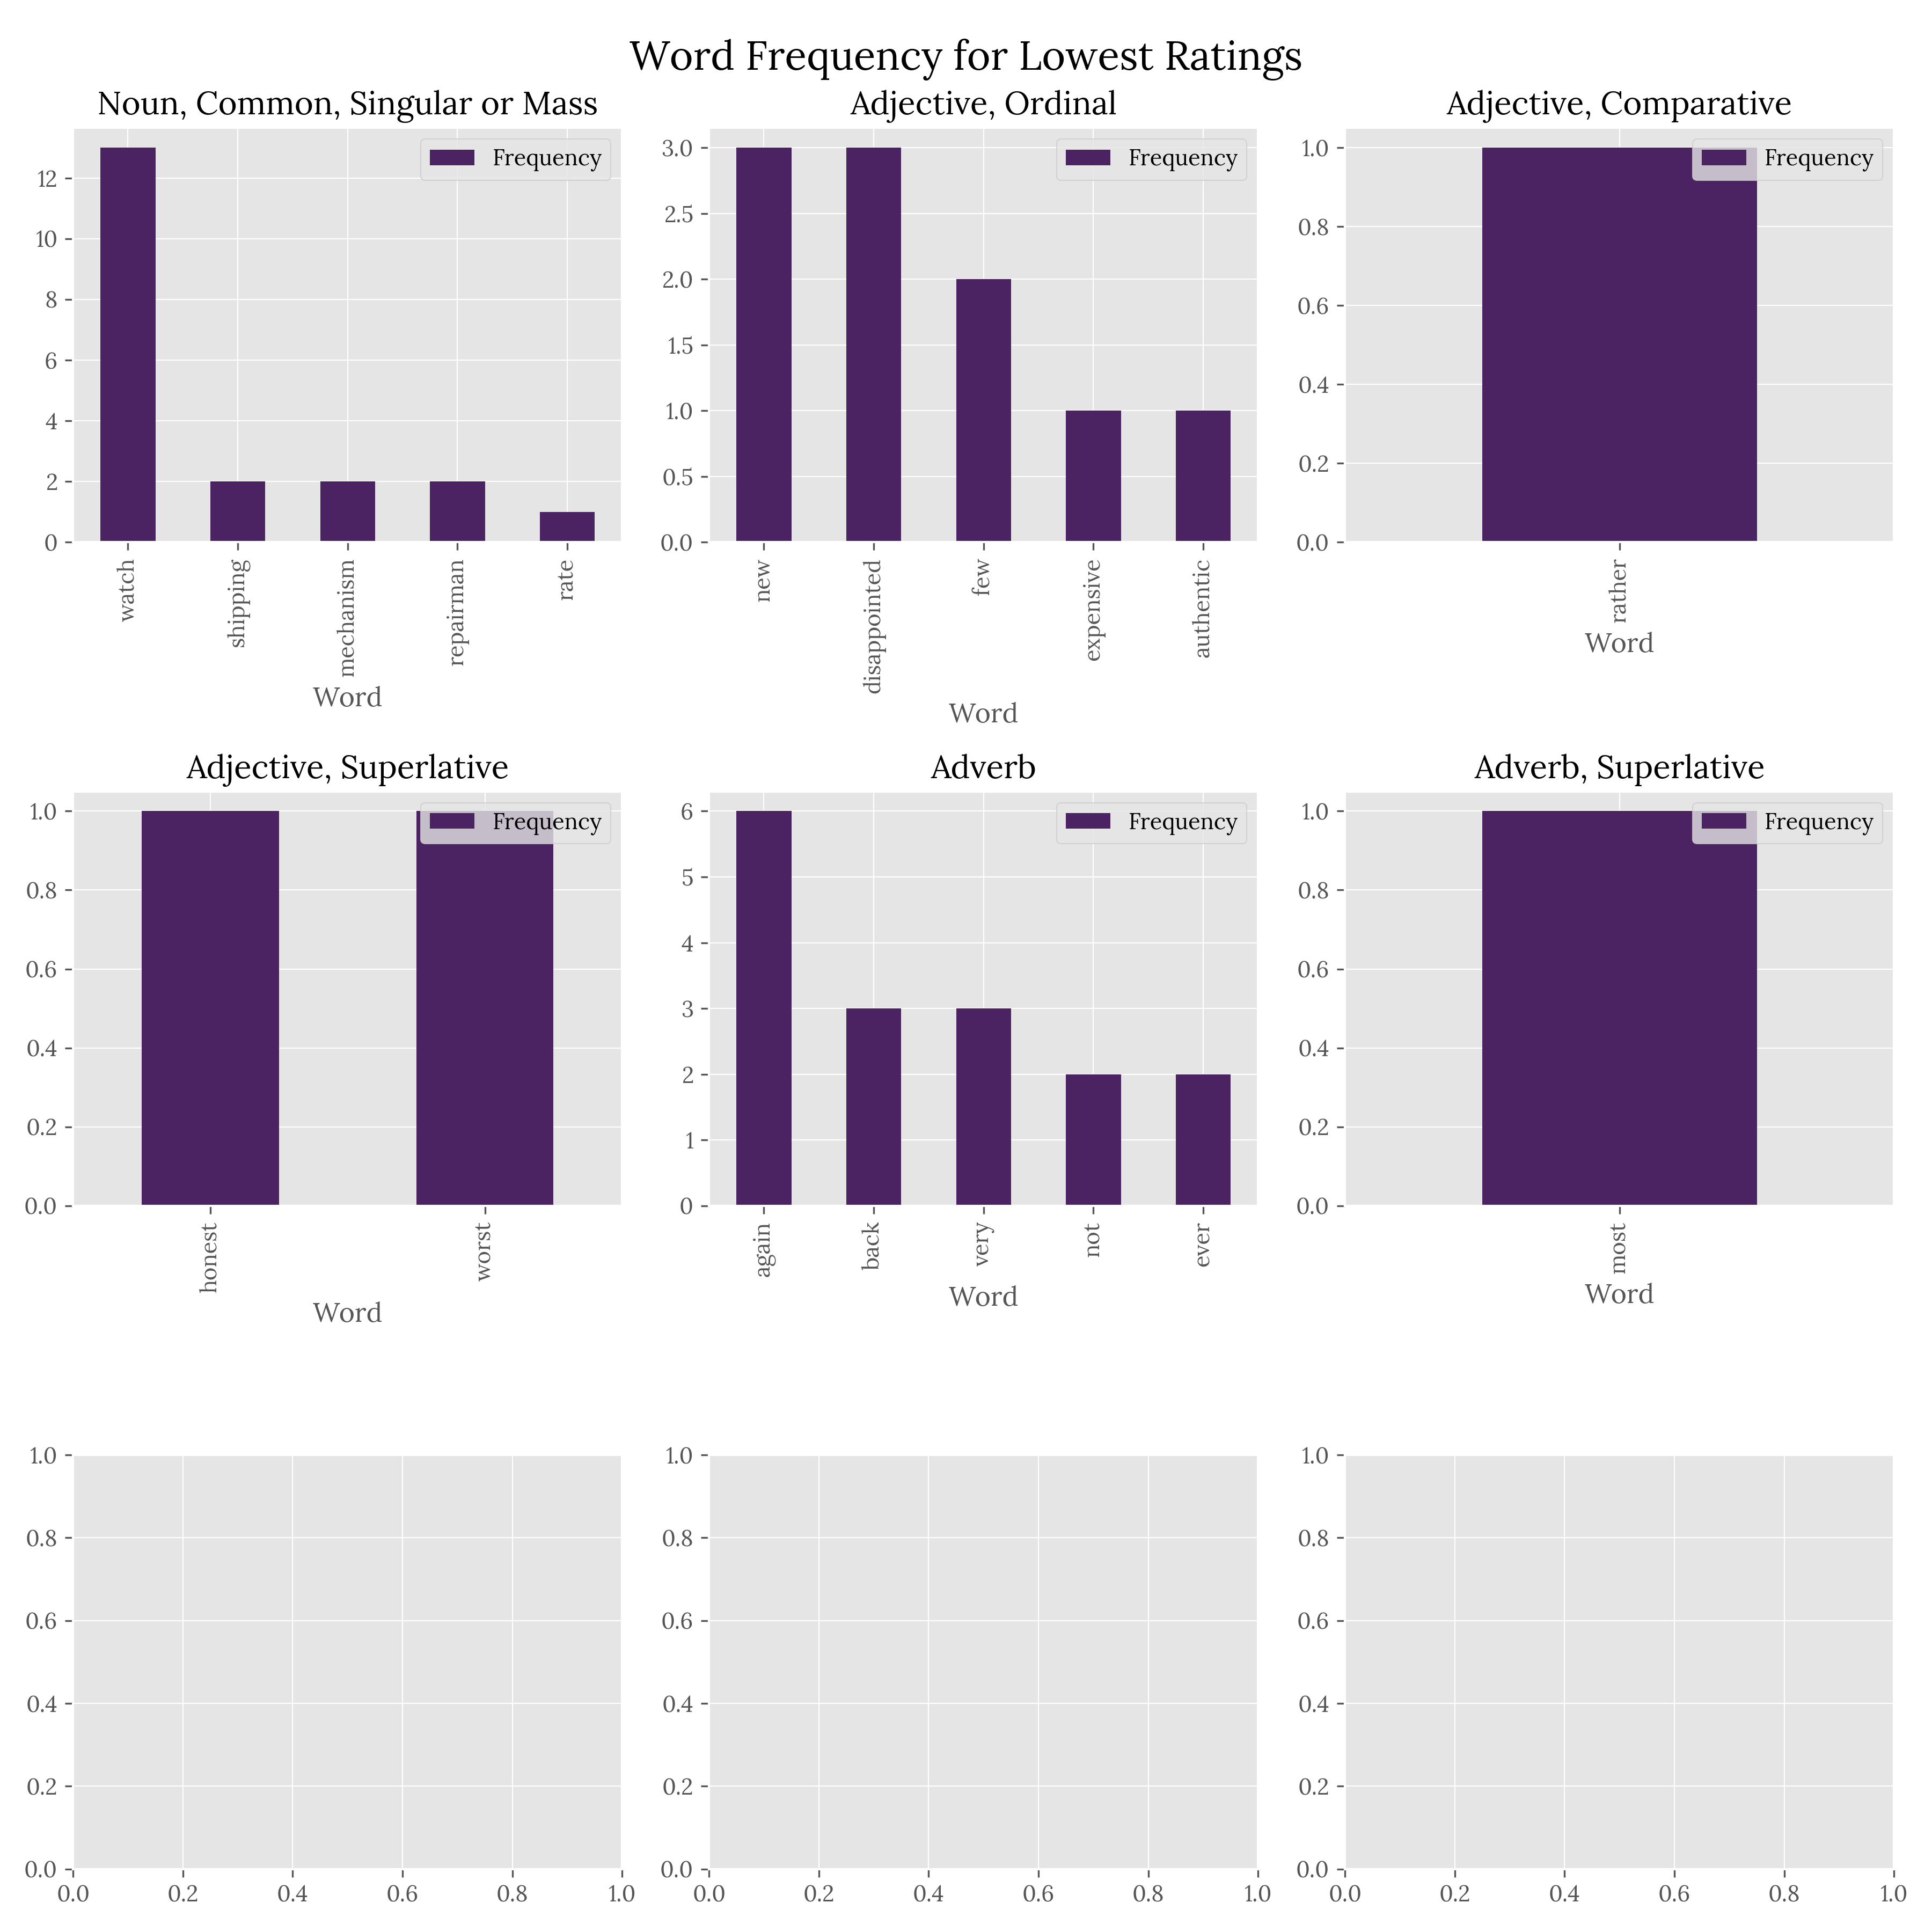 Word Frequency for Lowest Ratings
Noun, Common, Singular or Mass
Frequency
12
10
8
6
4
2
0
watch
shipping
mechanism
repairman
rate
Word
Adjective, Ordinal
Frequency
3.0
2.5
2.0
1.5
1.0
0.5
0.0
new
disappointed
few
expensive
authentic
Word
Adjective, Comparative
Frequency
1.0
0.8
0.6
0.4
0.2
0.0
rather
Word
Adjective, Superlative
Frequency
1.0
0.8
0.6
0.4
0.2
0.0
honest
worst
Word
Adverb
Frequency
6
5
4
3
2
1
0
again
back
very
not
ever
Word
Adverb, Superlative
Frequency
1.0
0.8
0.6
0.4
0.2
0.0
most
Word
1.0
0.8
0.6
0.4
0.2
0.0
0.0 0.2 0.4 0.6 0.8 1.0
1.0
0.8
0.6
0.4
0.2
0.0
0.0 0.2 0.4 0.6 0.8 1.0
1.0
0.8
0.6
0.4
0.2
0.0
0.0 0.2 0.4 0.6 0.8 1.0